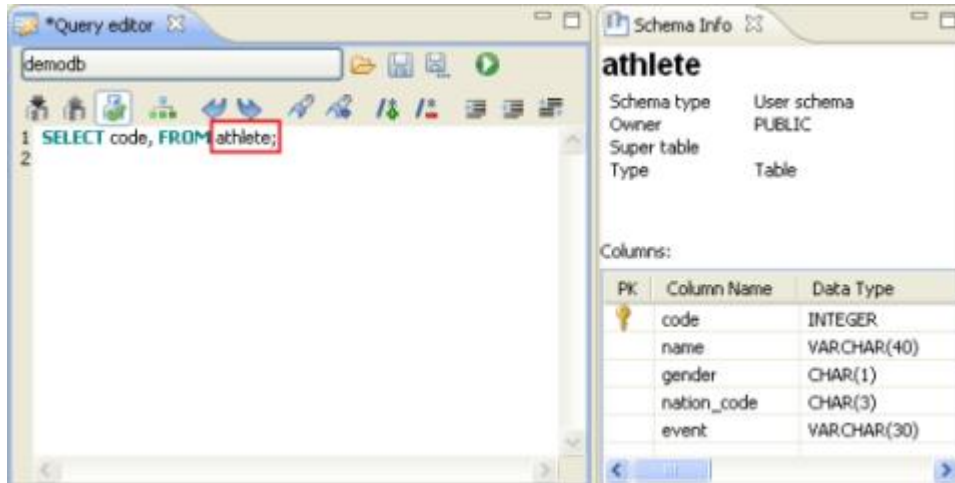 *Query editor
demodb
1 SELECT code, FROM athlete;
2
Schema Info
athlete
Schema type User schema
Owner PUBLIC
Super table
Type Table
Columns:
PK Column Name Data Type
code INTEGER
name VARCHAR(40)
gender CHAR(1)
nation_code CHAR(3)
event VARCHAR(30)